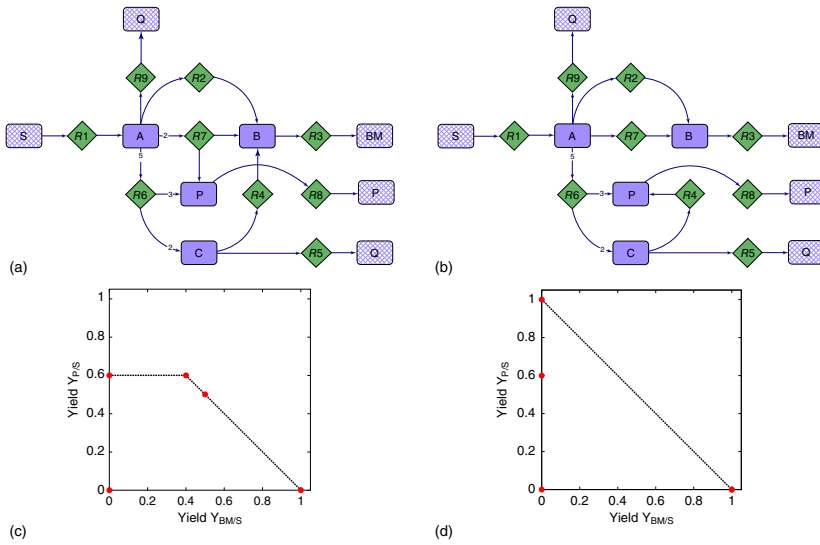 Q
R9
R2
S
R1
A
2
R7
B
R3
BM
5
R6
3
P
R4
R8
P
2
C
R5
Q
(a)
Q
R9
R2
S
R1
A
R7
B
R3
BM
5
R6
3
P
R4
R8
P
2
C
R5
Q
(b)
1
0.8
0.6
0.4
0.2
0
Yield Y_P/S
0 0.2 0.4 0.6 0.8 1
Yield Y_BM/S
(c)
1
0.8
0.6
0.4
0.2
0
Yield Y_P/S
0 0.2 0.4 0.6 0.8 1
Yield Y_BM/S
(d)